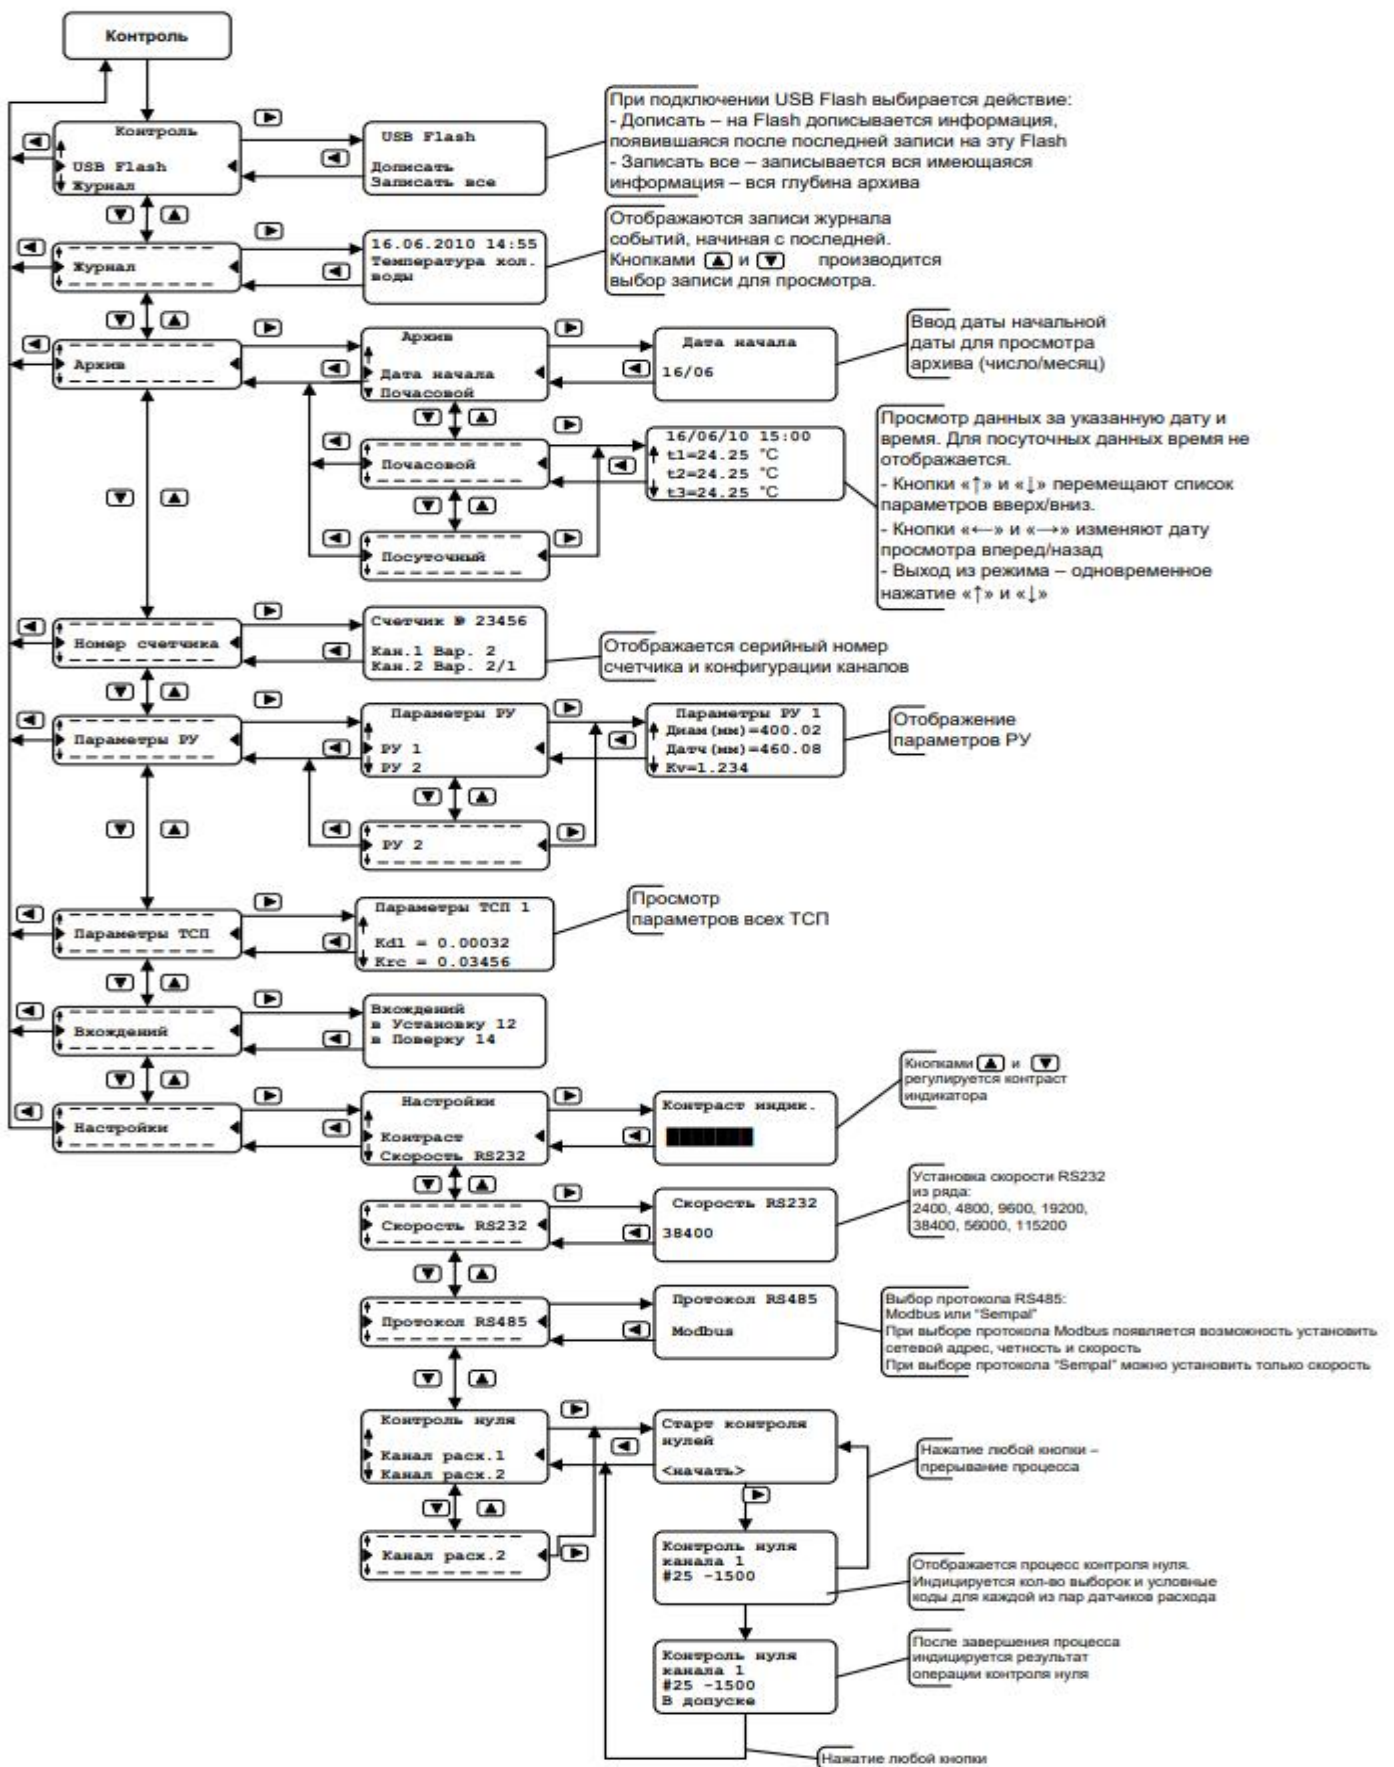 Контроль
Контроль
USB Flash
Журнал
USB Flash
Дописать
Записать все
При подключении USB Flash выбирается действие:
- Дописать – на Flash дописывается информация,
появившаяся после последней записи на эту Flash
- Записать все – записывается вся имеющаяся
информация – вся глубина архива
Журнал
16.06.2010 14:55
Температура хол.
воды
Отображаются записи журнала
событий, начиная с последней.
Кнопками ▲ и ▼ производится
выбор записи для просмотра.
Архив
Архив
Дата начала
Почасовой
Дата начала
16/06
Ввод даты начальной
даты для просмотра
архива (число/месяц)
Почасовой
16/06/10 15:00
t1=24.25 °C
t2=24.25 °C
t3=24.25 °C
Просмотр данных за указанную дату и
время. Для посуточных данных время не
отображается.
- Кнопки «↑» и «↓» перемещают список
параметров вверх/вниз.
- Кнопки «←» и «→» изменяют дату
просмотра вперед/назад
- Выход из режима – одновременное
нажатие «↑» и «↓»
Посуточный
Номер счетчика
Счетчик № 23456
Кан.1 Вар. 2
Кан.2 Вар. 2/1
Отображается серийный номер
счетчика и конфигурации каналов
Параметры РУ
Параметры РУ
РУ 1
РУ 2
Параметры РУ 1
Диам(мм)=400.02
Датч(мм)=460.08
Kv=1.234
Отображение
параметров РУ
РУ 2
Параметры ТСП
Параметры ТСП 1
Kd1 = 0.00032
Krc = 0.03456
Просмотр
параметров всех ТСП
Вхождений
Вхождений
в Установку 12
в Поверку 14
Настройки
Настройки
Контраст
Скорость RS232
Контраст индик.
Кнопками ▲ и ▼
регулируется контраст
индикатора
Скорость RS232
Скорость RS232
38400
Установка скорости RS232
из ряда:
2400, 4800, 9600, 19200,
38400, 56000, 115200
Протокол RS485
Протокол RS485
Modbus
Выбор протокола RS485:
Modbus или "Sempal"
При выборе протокола Modbus появляется возможность установить
сетевой адрес, четность и скорость
При выборе протокола "Sempal" можно установить только скорость
Контроль нуля
Канал расх.1
Канал расх.2
Старт контроля
нулей
<начать>
Нажатие любой кнопки –
прерывание процесса
Канал расх.2
Контроль нуля
канала 1
#25 -1500
Отображается процесс контроля нуля.
Индицируется кол-во выборок и условные
коды для каждой из пар датчиков расхода
Контроль нуля
канала 1
#25 -1500
В допуске
После завершения процесса
индицируется результат
операции контроля нуля
Нажатие любой кнопки